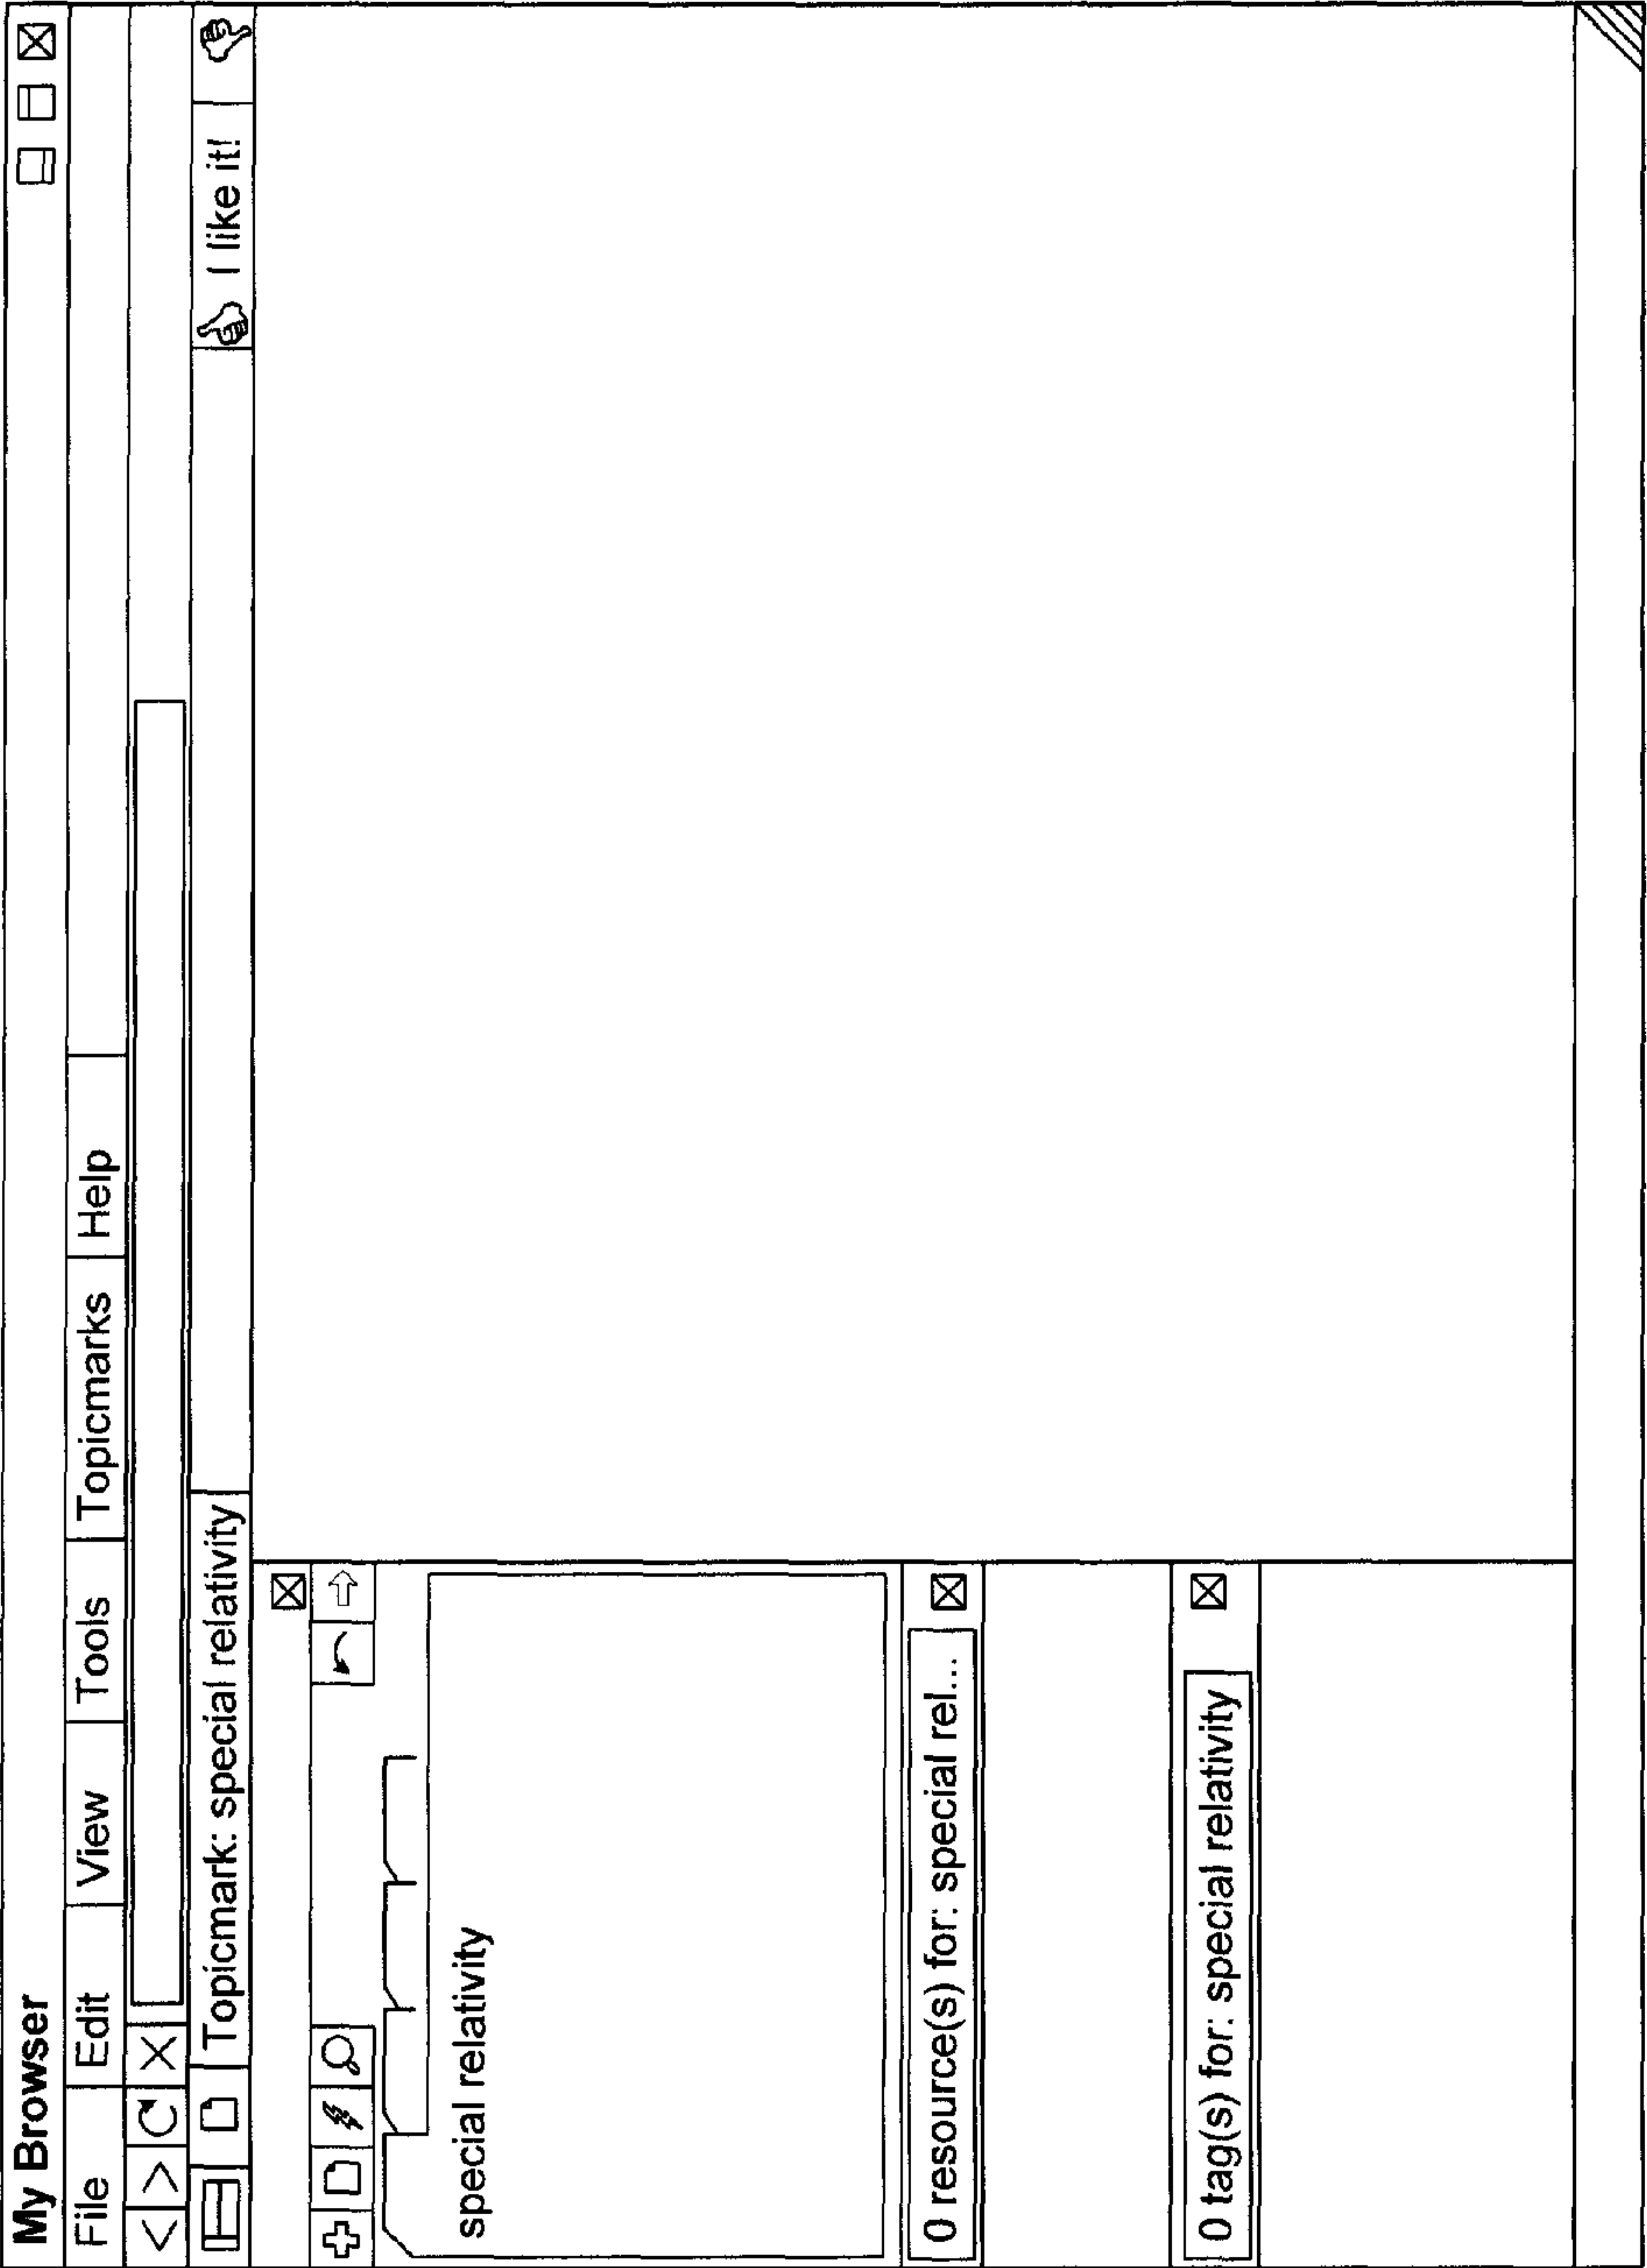 My Browser
File Edit View Tools Topicmarks Help
Topicmark: special relativity I like it!
special relativity
0 resource(s) for: special rel...
0 tag(s) for: special relativity